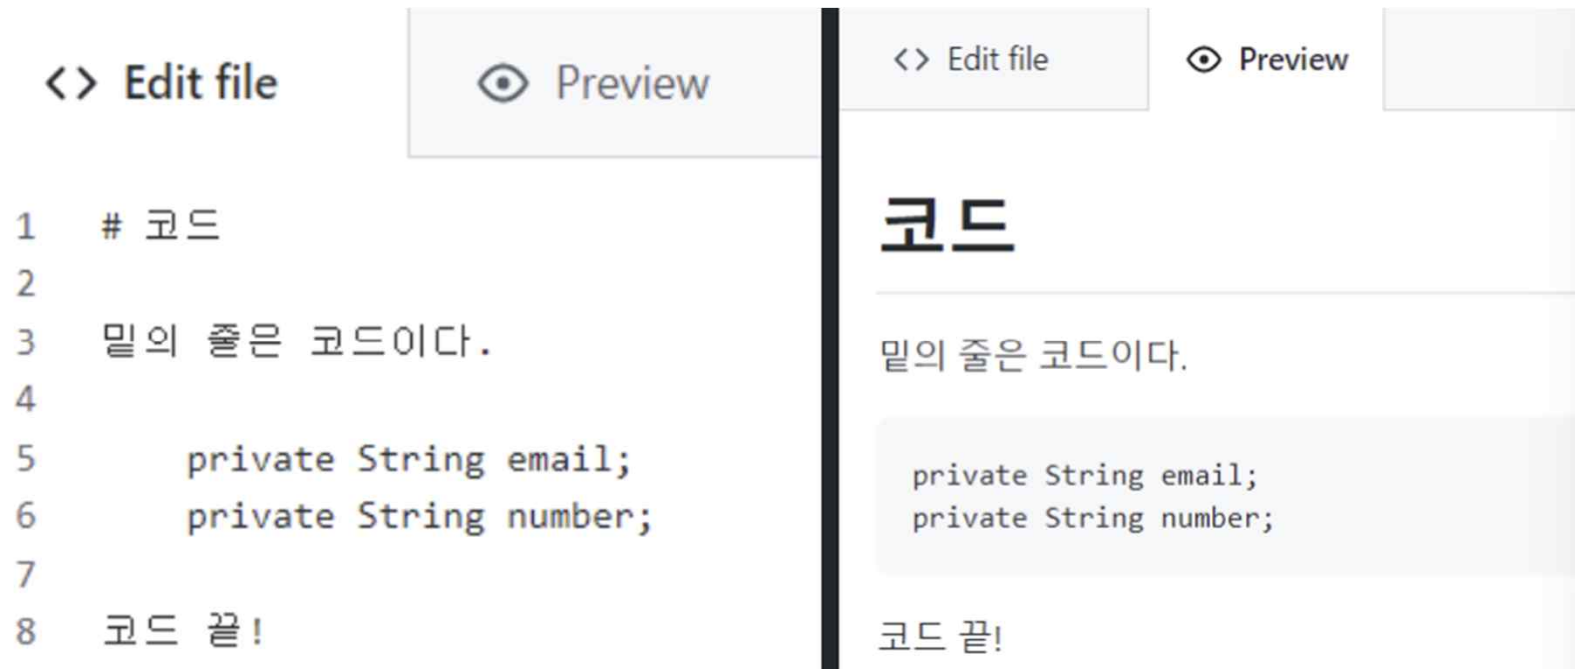 <> Edit file
Preview
1 # 코드
2
3 밑의 줄은 코드이다.
4
5     private String email;
6     private String number;
7
8 코드 끝!
<> Edit file
Preview
코드
밑의 줄은 코드이다.
private String email;
private String number;
코드 끝!